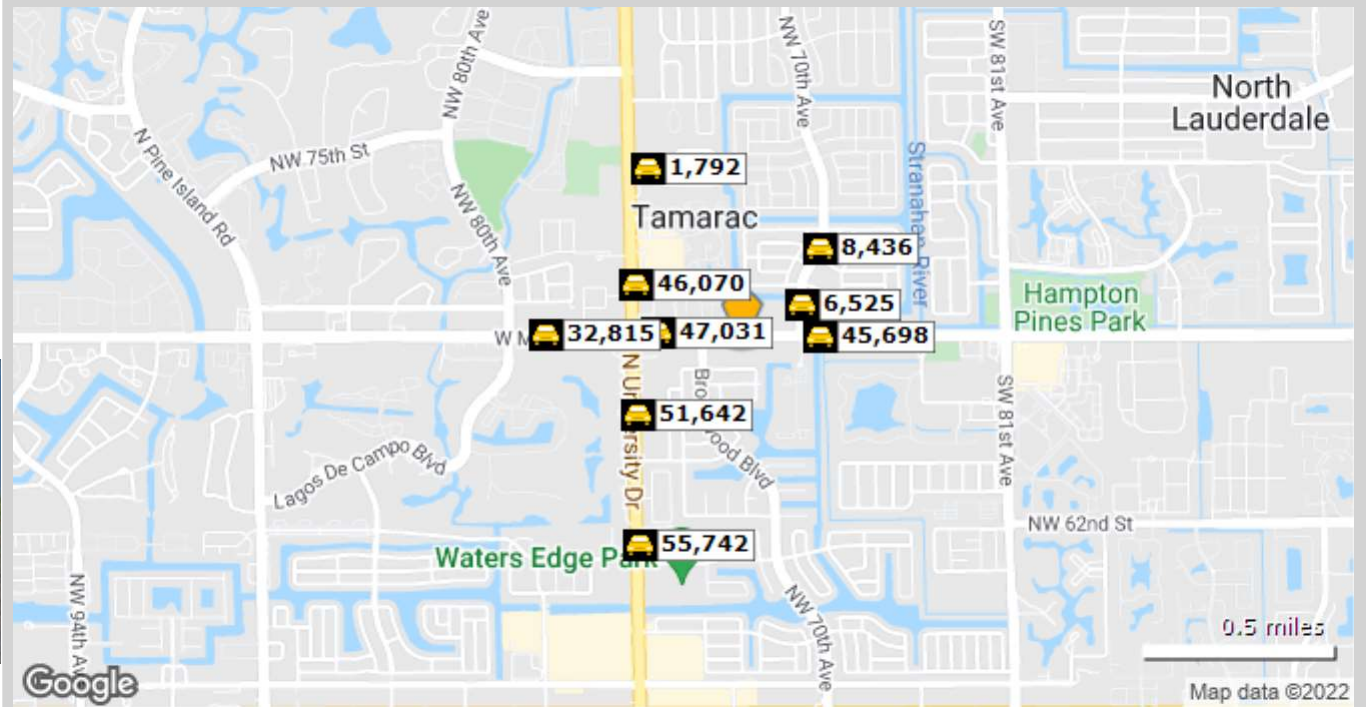 NW 80th Ave
NW 70th Ave
SW 81st Ave
North
Lauderdale
N Pine Island Rd
NW 75th St
1,792
Stranahan River
NW 80th Ave
Tamarac
8,436
46,070
6,525
Hampton
Pines Park
W M
32,815
47,031
45,698
N University Dr
SW 81st Ave
51,642
Lagos De Campo Blvd
Blvd
NW 62nd St
55,742
Waters Edge Park
NW 94th Av
NW 70th Ave
0.5 miles
Google
Map data ©2022